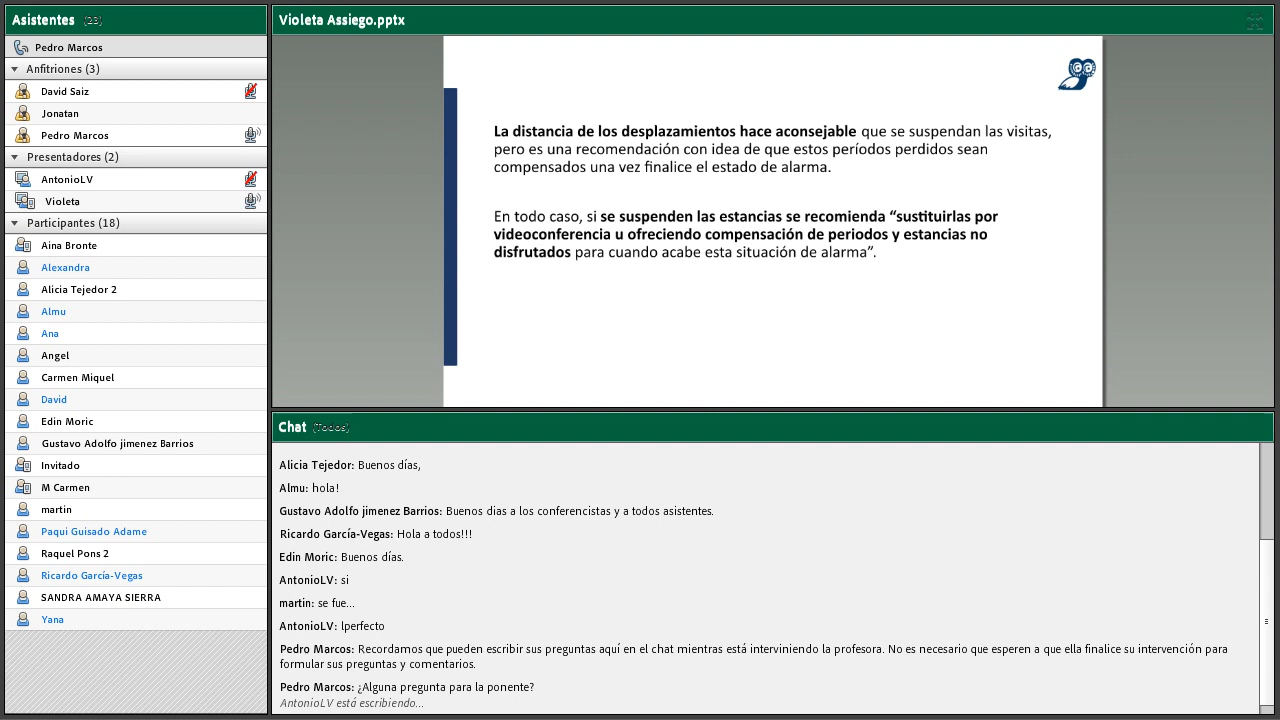 Asistentes (23)
Pedro Marcos
Anfitriones (3)
David Saiz
Jonatan
Pedro Marcos
Presentadores (2)
AntonioLV
Violeta
Participantes (18)
Aina Bronte
Alexandra
Alicia Tejedor 2
Almu
Ana
Angel
Carmen Miquel
David
Edin Moric
Gustavo Adolfo jimenez Barrios
Invitado
M Carmen
martin
Paqui Guisado Adame
Raquel Pons 2
Ricardo García-Vegas
SANDRA AMAYA SIERRA
Yana
Violeta Assiego.pptx
La distancia de los desplazamientos hace aconsejable que se suspendan las visitas,
pero es una recomendación con idea de que estos períodos perdidos sean
compensados una vez finalice el estado de alarma.
En todo caso, si se suspenden las estancias se recomienda “sustituirlas por
videoconferencia u ofreciendo compensación de periodos y estancias no
disfrutados para cuando acabe esta situación de alarma”.
Chat (Todos)
Alicia Tejedor: Buenos días,
Almu: hola!
Gustavo Adolfo jimenez Barrios: Buenos dias a los conferencistas y a todos asistentes.
Ricardo García-Vegas: Hola a todos!!!
Edin Moric: Buenos días.
AntonioLV: si
martin: se fue...
AntonioLV: lperfecto
Pedro Marcos: Recordamos que pueden escribir sus preguntas aquí en el chat mientras está interviniendo la profesora. No es necesario que esperen a que ella finalice su intervención para
formular sus preguntas y comentarios.
Pedro Marcos: ¿Alguna pregunta para la ponente?
AntonioLV está escribiendo...